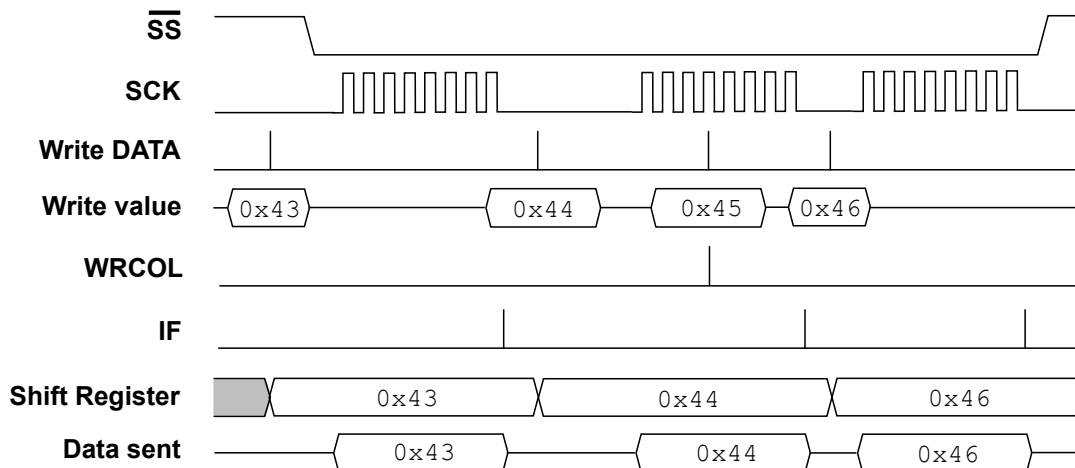 SS
SCK
Write DATA
Write value 0x43 0x44 0x45 0x46
WRCOL
IF
Shift Register 0x43 0x44 0x46
Data sent 0x43 0x44 0x46